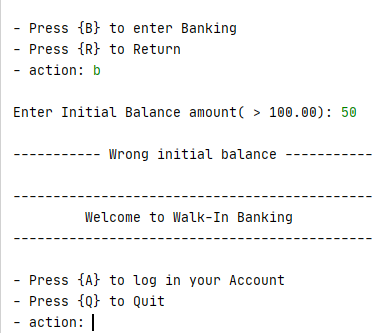 - Press {B} to enter Banking
- Press {R} to Return
- action: b
Enter Initial Balance amount( > 100.00): 50
----------- Wrong initial balance -----------
---------------------------------------------
Welcome to Walk-In Banking
---------------------------------------------
- Press {A} to log in your Account
- Press {Q} to Quit
- action: